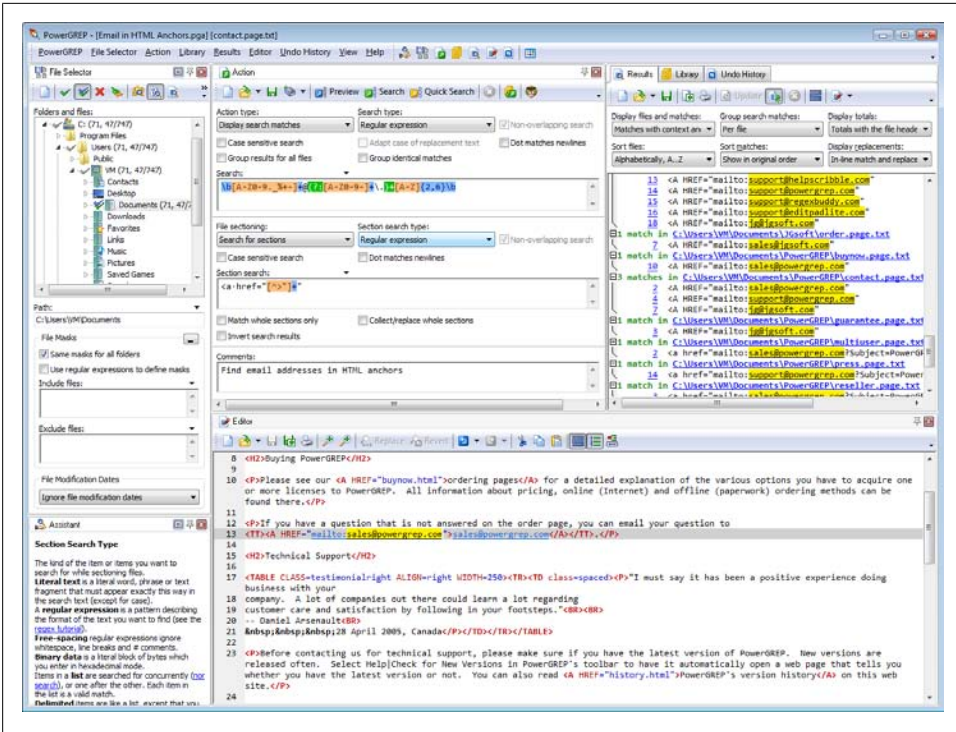 PowerGREP - [Email in HTML Anchors.pga] [contact.page.txt]
PowerGREP File Selector Action Library Results Editor Undo History View Help
File Selector
Folders and files:
C: (71, 47/747)
Program Files
Users (71, 47/747)
Public
VM (71, 47/747)
Contacts
Desktop
Documents (71, 47/
Downloads
Favorites
Links
Music
Pictures
Saved Games
Path:
C:\Users\VM\Documents
File Masks
Same masks for all folders
Use regular expressions to define masks
Include files:
Exclude files:
File Modification Dates
Ignore file modification dates
Assistant
Section Search Type
The kind of the item or items you want to
search for while sectioning files.
Literal text is a literal word, phrase or text
fragment that must appear exactly this way in
the search text (except for case).
A regular expression is a pattern describing
the format of the text you want to find (see the
regex tutorial).
Free-spacing regular expressions ignore
whitespace, line breaks and # comments.
Binary data is a literal block of bytes which
you enter in hexadecimal mode.
Items in a list are searched for concurrently (nor
search), or one after the other. Each item in
the list is a valid match.
Delimited items are like a list, except that you
Action
Preview Search Quick Search
Action type: Search type:
Display search matches Regular expression Non-overlapping search
Case sensitive search Adapt case of replacement text Dot matches newlines
Group results for all files Group identical matches
Search:
\b[A-Z0-9._%+-]+@(?:[A-Z0-9-]+\.)+[A-Z]{2,6}\b
File sectioning: Section search type:
Search for sections Regular expression Non-overlapping search
Case sensitive search Dot matches newlines
Section search:
<a·href="[^>"]+"
Match whole sections only Collect/replace whole sections
Invert search results
Comments:
Find email addresses in HTML anchors
Results Library Undo History
Update
Display files and matches: Group search matches: Display totals:
Matches with context an Per file Totals with the file heade
Sort files: Sort matches: Display replacements:
Alphabetically, A..Z Show in original order In-line match and replace
13 <A HREF="mailto:support@helpscribble.com"
14 <A HREF="mailto:support@powergrep.com"
15 <A HREF="mailto:support@regexbuddy.com"
16 <A HREF="mailto:support@editpadlite.com"
18 <A HREF="mailto:jg@jgsoft.com"
1 match in C:\Users\VM\Documents\JGsoft\order.page.txt
7 <A HREF="mailto:sales@jgsoft.com"
1 match in C:\Users\VM\Documents\PowerGREP\buynow.page.txt
10 <A HREF="mailto:sales@powergrep.com"
3 matches in C:\Users\VM\Documents\PowerGREP\contact.page.txt
2 <A HREF="mailto:sales@powergrep.com"
4 <A HREF="mailto:support@powergrep.com"
7 <A HREF="mailto:jg@jgsoft.com"
1 match in C:\Users\VM\Documents\PowerGREP\guarantee.page.txt
3 <A HREF="mailto:jg@jgsoft.com"
1 match in C:\Users\VM\Documents\PowerGREP\multiuser.page.txt
2 <a href="mailto:sales@powergrep.com?Subject=PowerGR
1 match in C:\Users\VM\Documents\PowerGREP\press.page.txt
14 <a href="mailto:support@powergrep.com?Subject=Power
1 match in C:\Users\VM\Documents\PowerGREP\reseller.page.txt
<a href="mailto:sales@powergrep.com?Subject=PowerGR
Editor
Replace Revert
8 <H2>Buying PowerGREP</H2>
9
10 <P>Please see our <A HREF="buynow.html">ordering pages</A> for a detailed explanation of the various options you have to acquire one
or more licenses to PowerGREP. All information about pricing, online (Internet) and offline (paperwork) ordering methods can be
found there.</P>
11
12 <P>If you have a question that is not answered on the order page, you can email your question to
13 <TT><A HREF="mailto:sales@powergrep.com">sales@powergrep.com</A></TT>.</P>
14
15 <H2>Technical Support</H2>
16
17 <TABLE CLASS=testimonialright ALIGN=right WIDTH=250><TR><TD class=spaced><P>"I must say it has been a positive experience doing
business with your
18 company. A lot of companies out there could learn a lot regarding
19 customer care and satisfaction by following in your footsteps."<BR><BR>
20 -- Daniel Arsenault<BR>
21 &nbsp;&nbsp;&nbsp;28 April 2005, Canada</P></TD></TR></TABLE>
22
23 <P>Before contacting us for technical support, please make sure if you have the latest version of PowerGREP. New versions are
released often. Select Help|Check for New Versions in PowerGREP's toolbar to have it automatically open a web page that tells you
whether you have the latest version or not. You can also read <A HREF="history.html">PowerGREP's version history</A> on this web
site.</P>
24